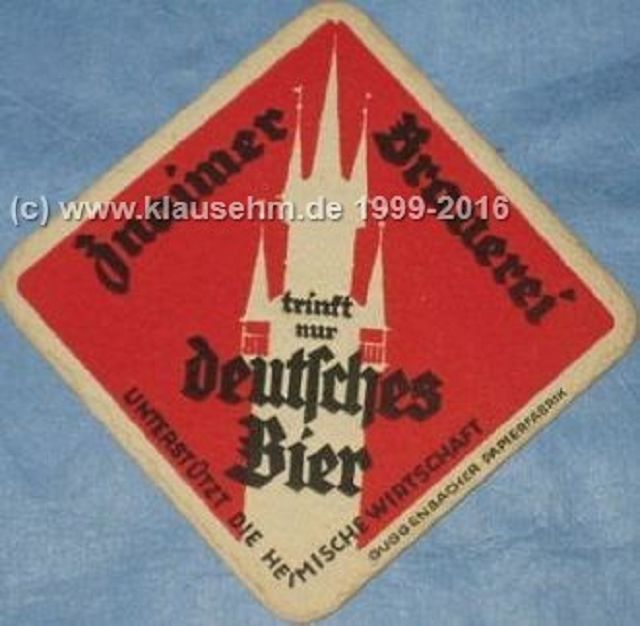 Znaimer Brauerei
(c) www.klausehm.de 1999-2016
trinkt
nur
deutsches
Bier
UNTERSTÜTZT DIE HEIMISCHE WIRTSCHAFT
GUGGENBACHER PAPIERFABRIK